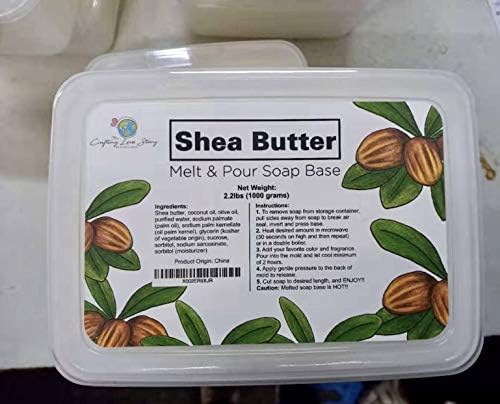 The
Crafting Love Story
Shea Butter
Melt & Pour Soap Base
Net Weight:
2.2lbs (1000 grams)
Ingredients:
Shea butter, coconut oil, olive oil,
purified water, sodium palmate
(palm oil), sodium palm kernelate
(oil palm kernel), glycerin (kosher
of vegetable origin), sucrose,
sorbitol, sodium sarcosinate,
sorbitol (moisturizer)
Product Origin: China
Instructions:
1. To remove soap from storage container,
pull sides away from soap to break air
seal, invert and press base.
2. Heat desired amount in microwave
(30 seconds on high and then repeat)
or in a double boiler.
3. Add your favorite color and fragrance.
Pour into the mold and let cool minimum
of 2 hours.
4. Apply gentle pressure to the back of
mold to release.
5. Cut soap to desired length, and ENJOY!!
Caution: Melted soap base is HOT!!